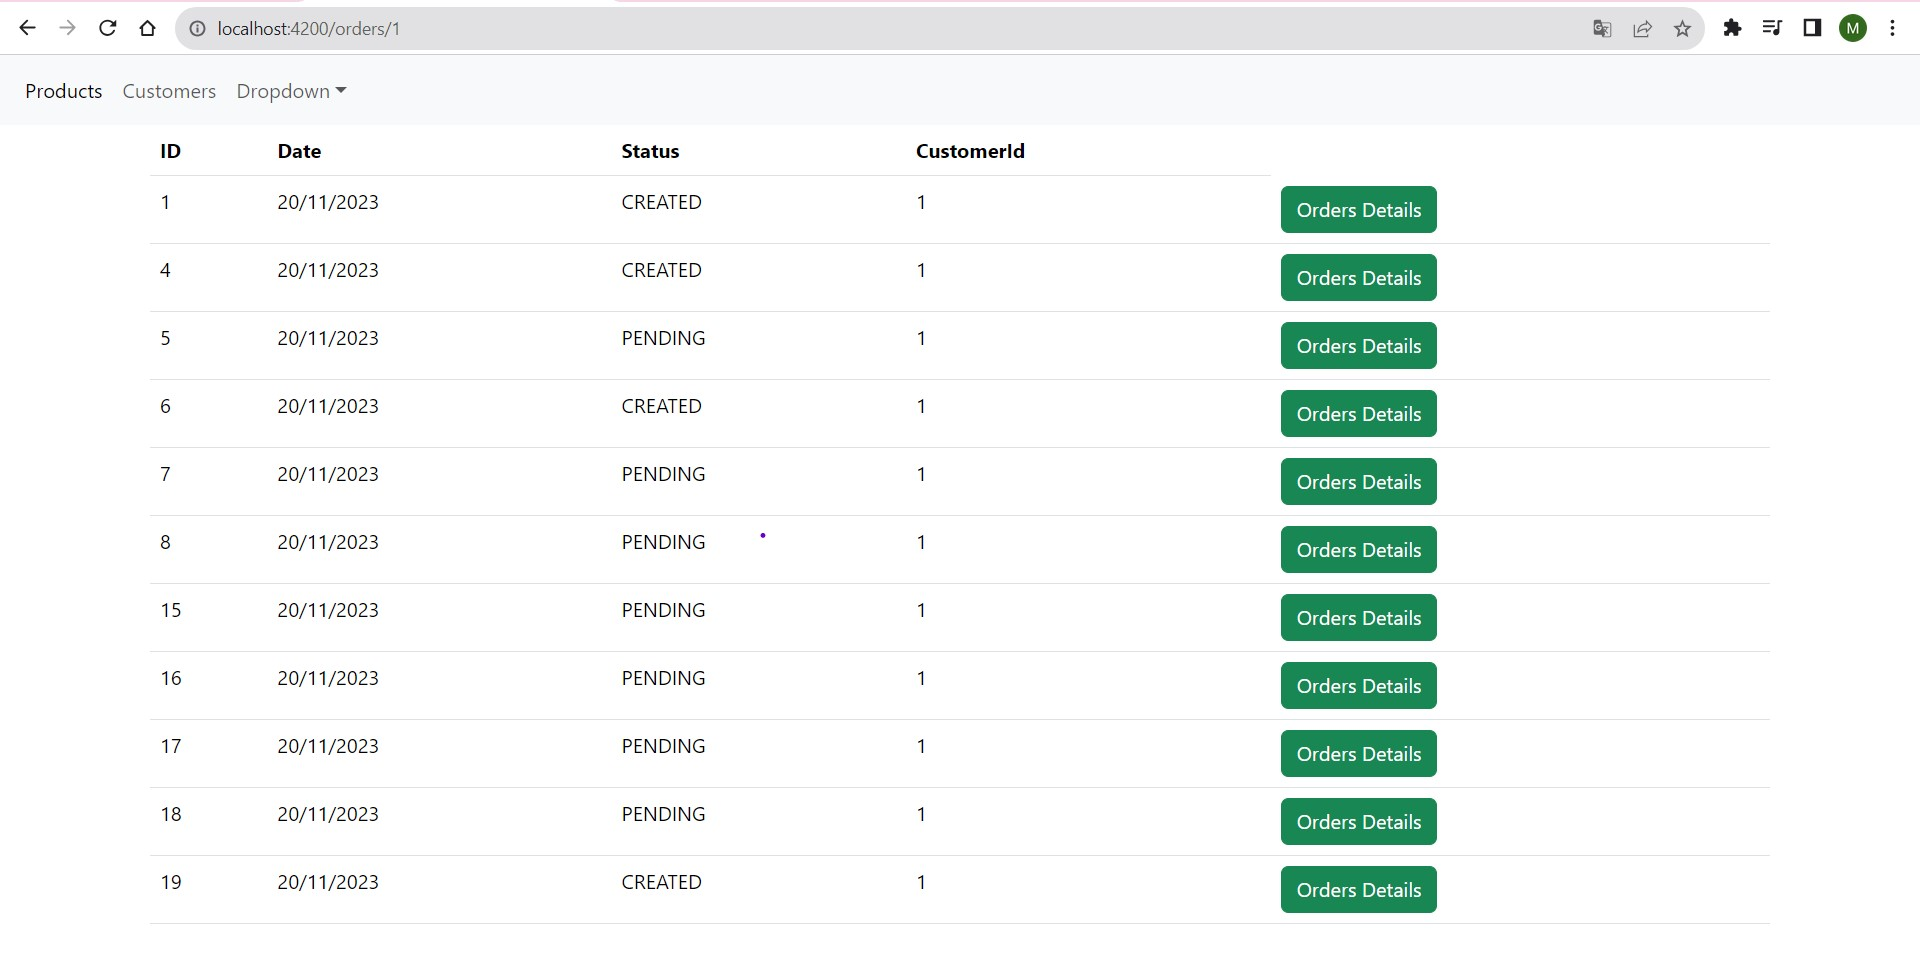 localhost:4200/orders/1
M
Products Customers Dropdown
ID Date Status CustomerId
1 20/11/2023 CREATED 1 Orders Details
4 20/11/2023 CREATED 1 Orders Details
5 20/11/2023 PENDING 1 Orders Details
6 20/11/2023 CREATED 1 Orders Details
7 20/11/2023 PENDING 1 Orders Details
8 20/11/2023 PENDING 1 Orders Details
15 20/11/2023 PENDING 1 Orders Details
16 20/11/2023 PENDING 1 Orders Details
17 20/11/2023 PENDING 1 Orders Details
18 20/11/2023 PENDING 1 Orders Details
19 20/11/2023 CREATED 1 Orders Details